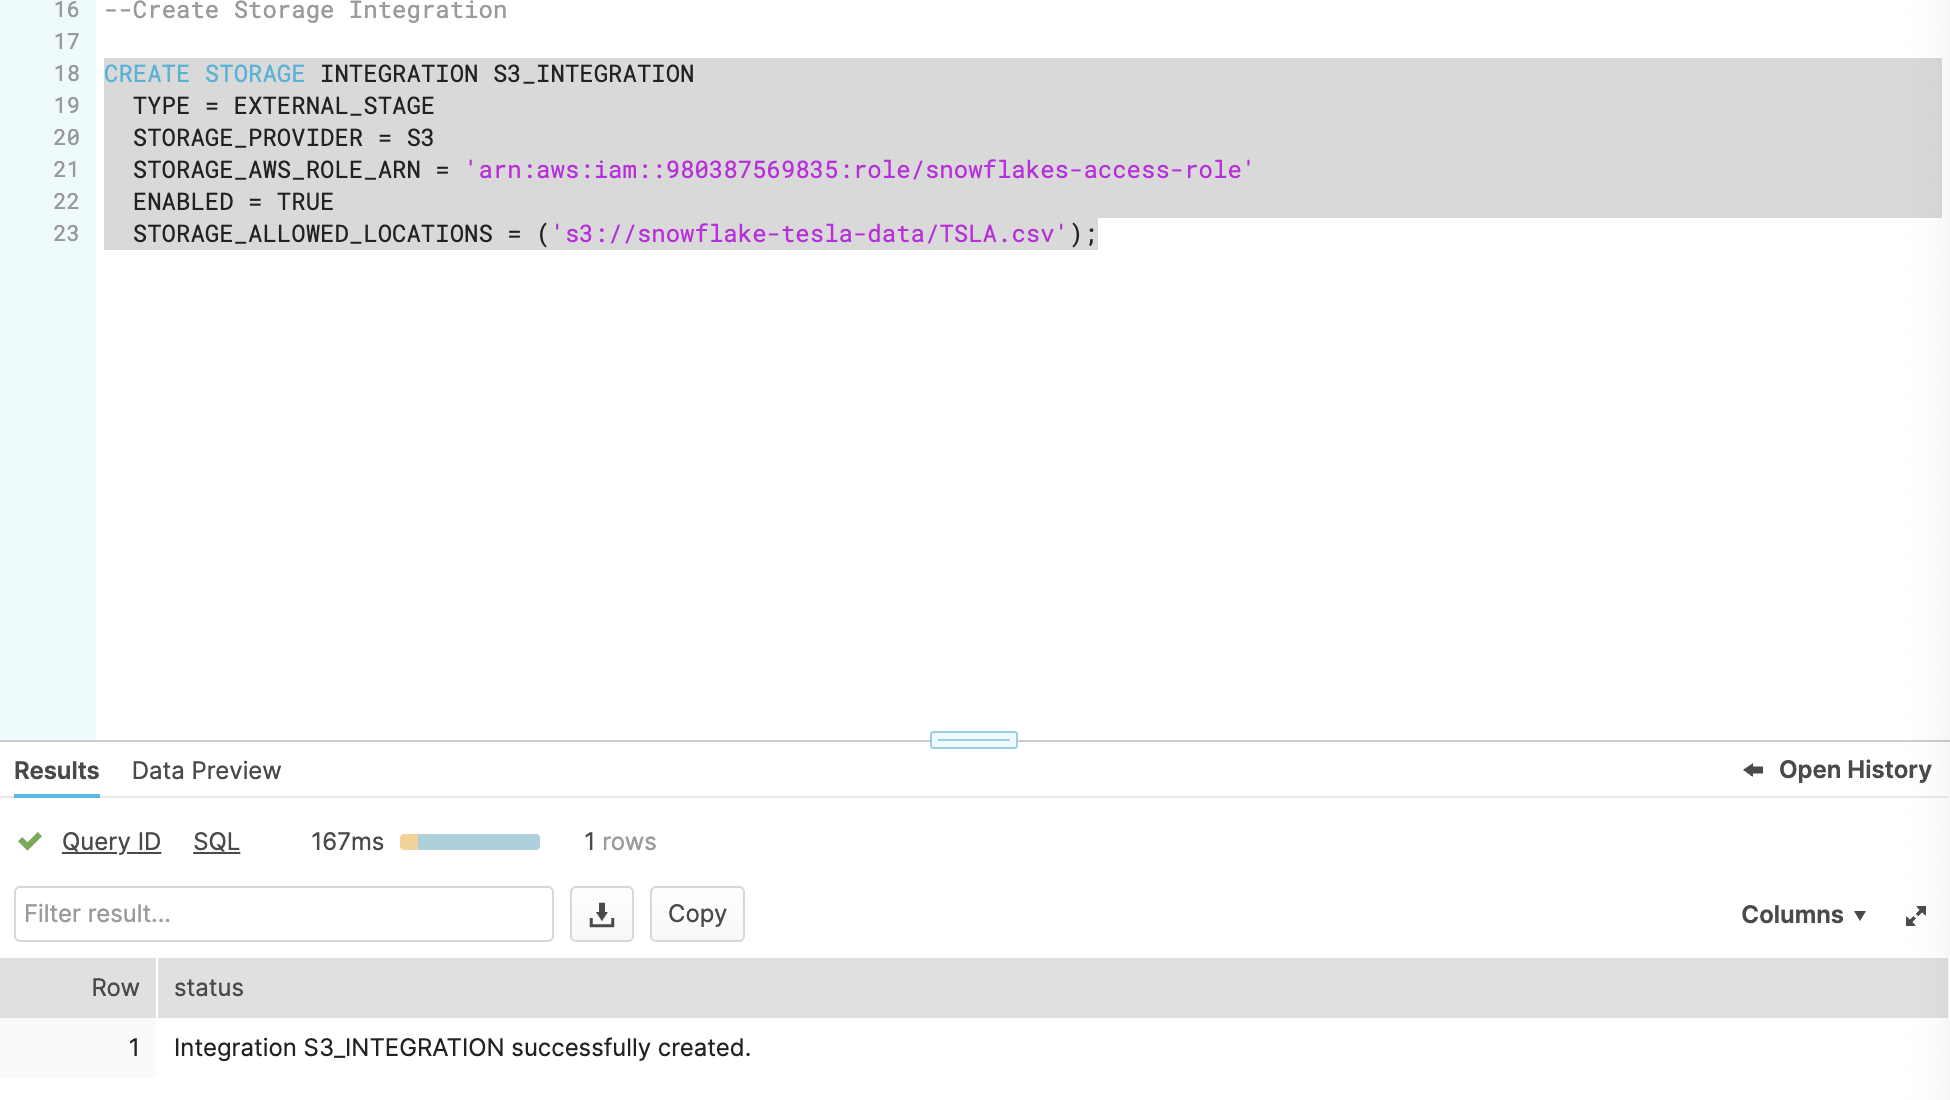 16 --Create Storage Integration
17
18 CREATE STORAGE INTEGRATION S3_INTEGRATION
19 TYPE = EXTERNAL_STAGE
20 STORAGE_PROVIDER = S3
21 STORAGE_AWS_ROLE_ARN = 'arn:aws:iam::980387569835:role/snowflakes-access-role'
22 ENABLED = TRUE
23 STORAGE_ALLOWED_LOCATIONS = ('s3://snowflake-tesla-data/TSLA.csv');
Results Data Preview Open History
Query ID SQL 167ms 1 rows
Filter result... Copy Columns
Row status
1 Integration S3_INTEGRATION successfully created.